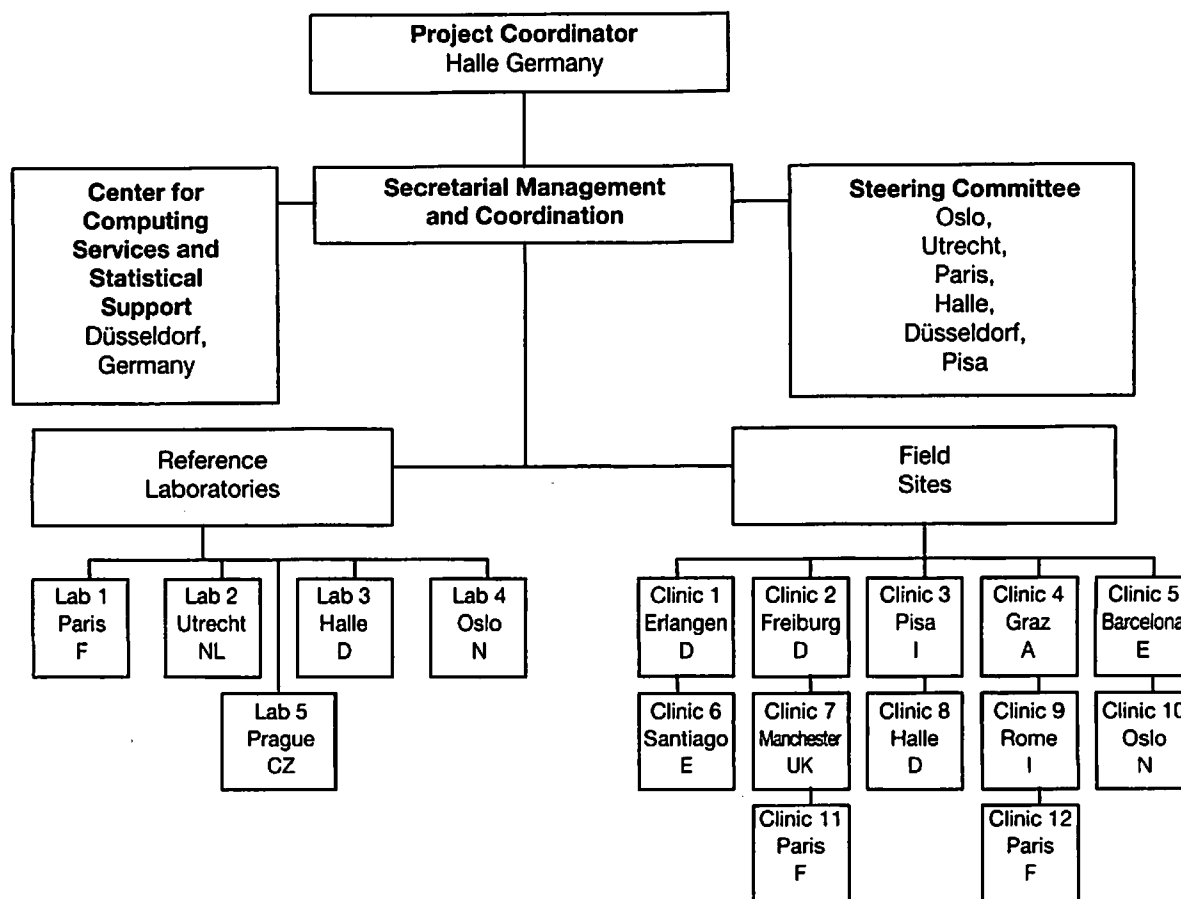 Project Coordinator
Halle Germany
Center for
Computing
Services and
Statistical
Support
Düsseldorf,
Germany
Secretarial Management
and Coordination
Steering Committee
Oslo,
Utrecht,
Paris,
Halle,
Düsseldorf,
Pisa
Reference
Laboratories
Field
Sites
Lab 1
Paris
F
Lab 2
Utrecht
NL
Lab 3
Halle
D
Lab 4
Oslo
N
Lab 5
Prague
CZ
Clinic 1
Erlangen
D
Clinic 2
Freiburg
D
Clinic 3
Pisa
I
Clinic 4
Graz
A
Clinic 5
Barcelona
E
Clinic 6
Santiago
E
Clinic 7
Manchester
UK
Clinic 8
Halle
D
Clinic 9
Rome
I
Clinic 10
Oslo
N
Clinic 11
Paris
F
Clinic 12
Paris
F